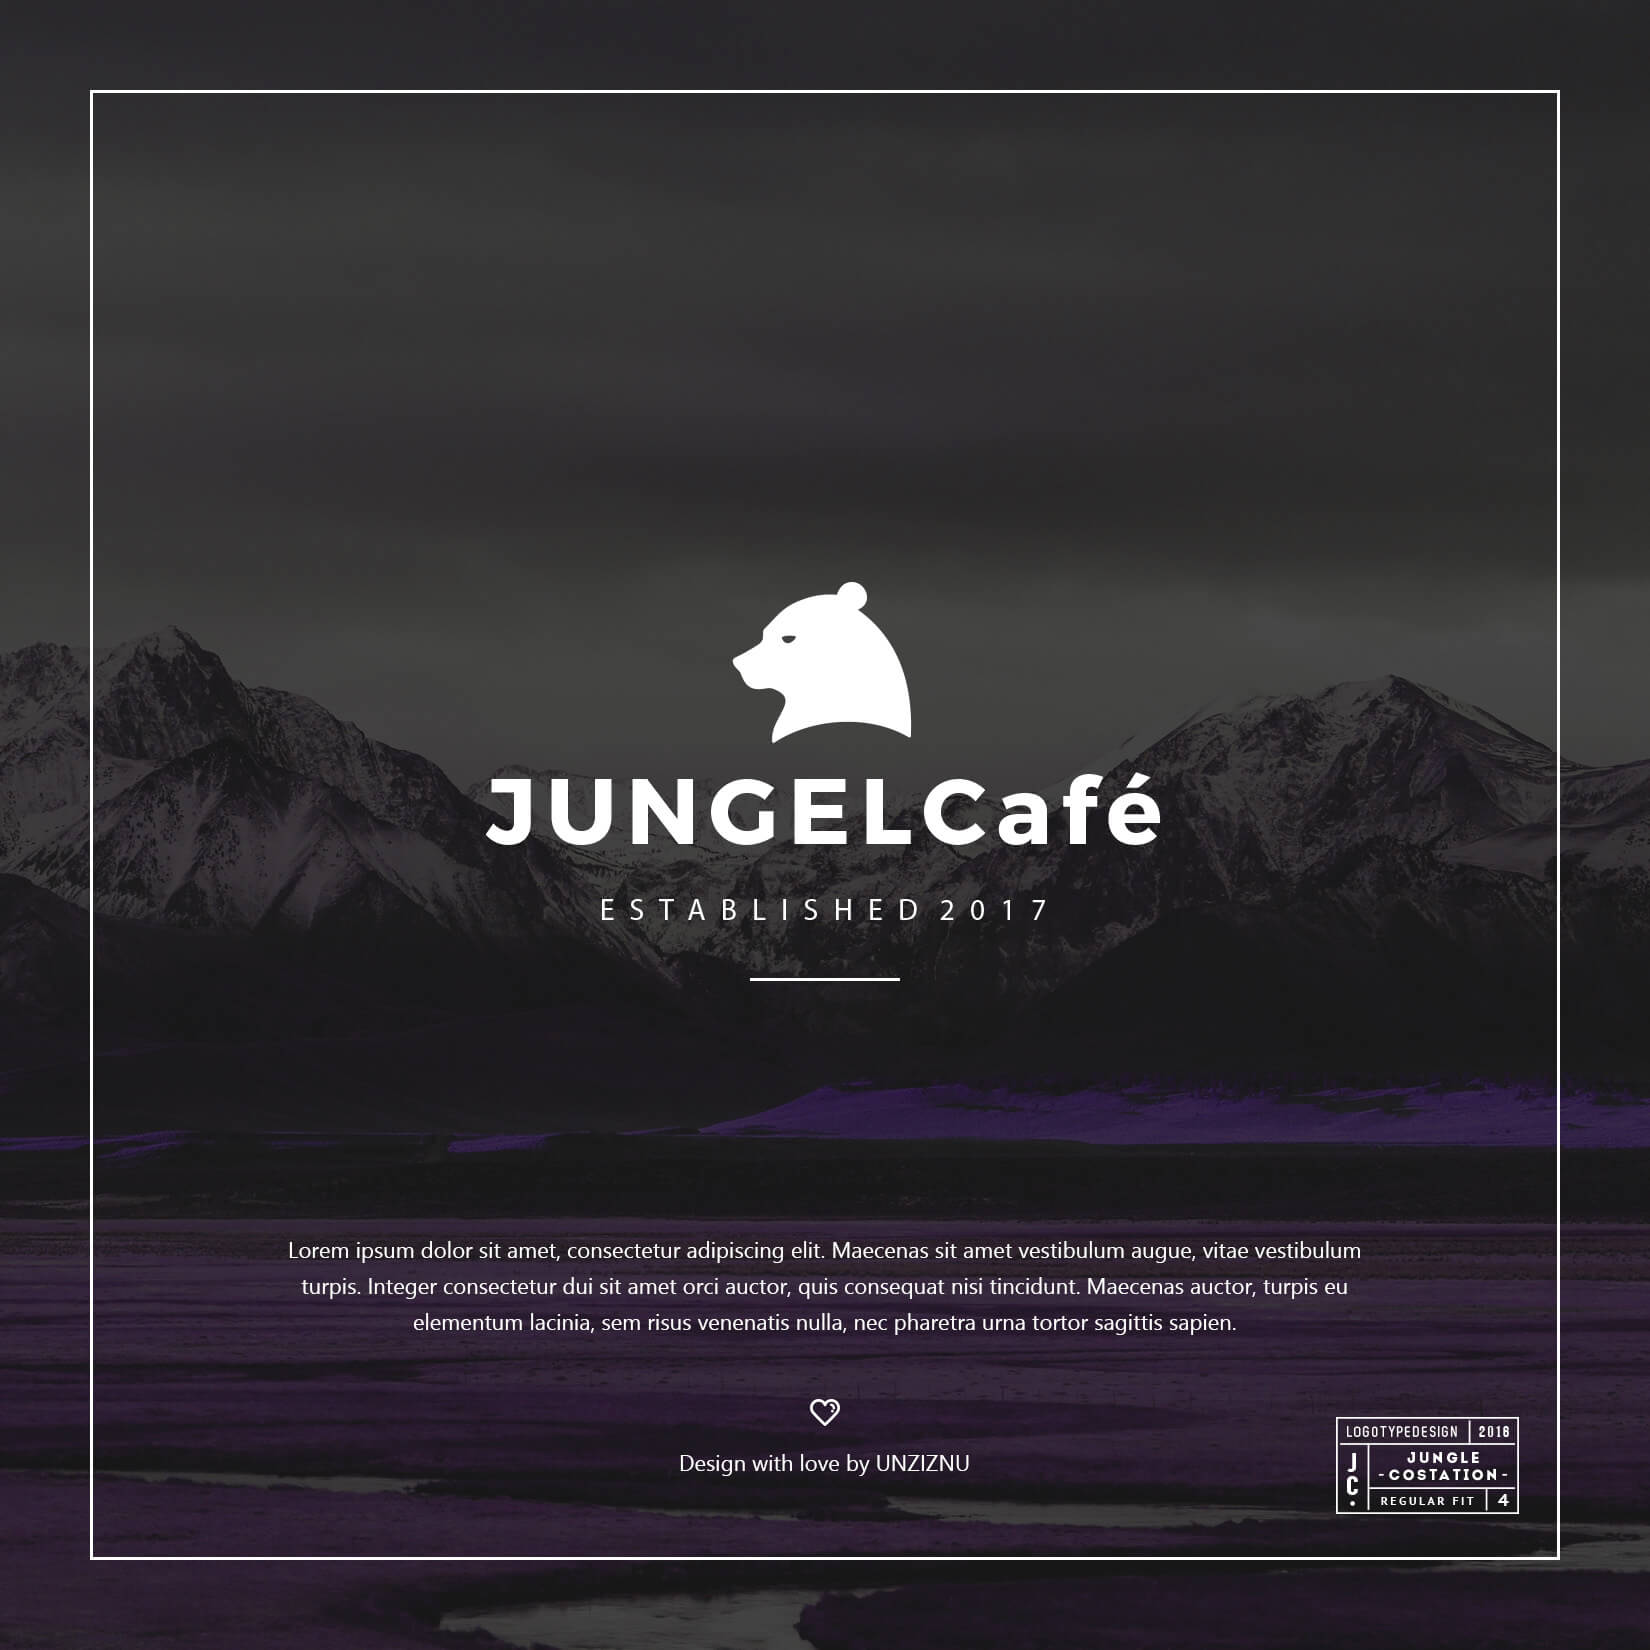 JUNGELCafé
ESTABLISHED 2017
Lorem ipsum dolor sit amet, consectetur adipiscing elit. Maecenas sit amet vestibulum augue, vitae vestibulum
turpis. Integer consectetur dui sit amet orci auctor, quis consequat nisi tincidunt. Maecenas auctor, turpis eu
elementum lacinia, sem risus venenatis nulla, nec pharetra urna tortor sagittis sapien.
Design with love by UNZIZNU
LOGOTYPEDESIGN 2018
JC.
JUNGLE
-COSTATION-
REGULAR FIT 4